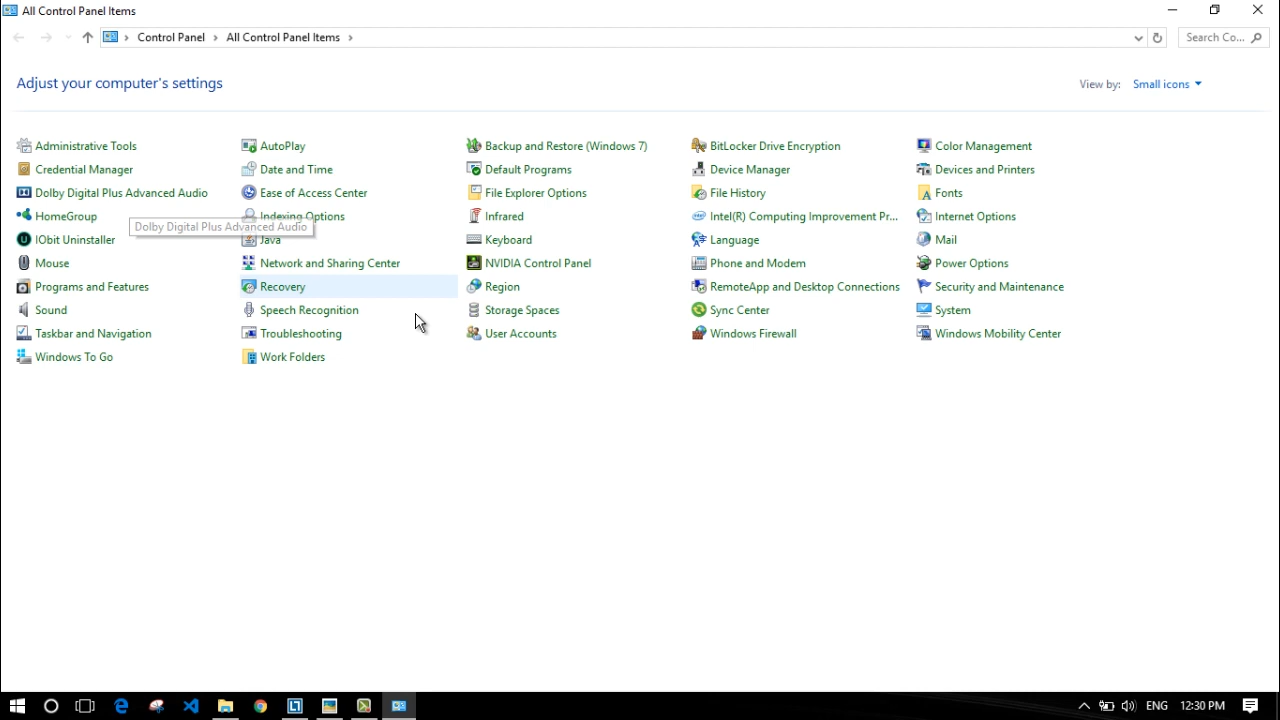 All Control Panel Items
Control Panel > All Control Panel Items >
Search Co...
Adjust your computer's settings
View by: Small icons
Administrative Tools
AutoPlay
Backup and Restore (Windows 7)
BitLocker Drive Encryption
Color Management
Credential Manager
Date and Time
Default Programs
Device Manager
Devices and Printers
Dolby Digital Plus Advanced Audio
Ease of Access Center
File Explorer Options
File History
Fonts
HomeGroup
Indexing Options
Infrared
Intel(R) Computing Improvement Pr...
Internet Options
Dolby Digital Plus Advanced Audio
IObit Uninstaller
Java
Keyboard
Language
Mail
Mouse
Network and Sharing Center
NVIDIA Control Panel
Phone and Modem
Power Options
Programs and Features
Recovery
Region
RemoteApp and Desktop Connections
Security and Maintenance
Sound
Speech Recognition
Storage Spaces
Sync Center
System
Taskbar and Navigation
Troubleshooting
User Accounts
Windows Firewall
Windows Mobility Center
Windows To Go
Work Folders
ENG 12:30 PM